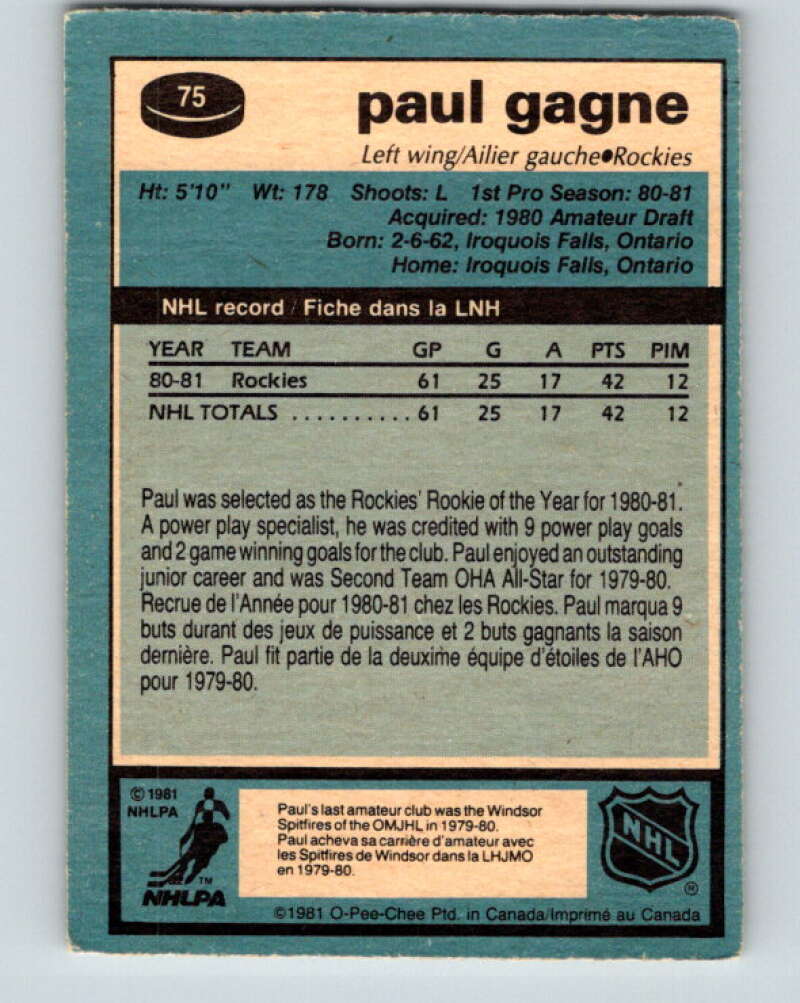 75
paul gagne
Left wing/Ailier gauche●Rockies
Ht: 5'10" Wt: 178 Shoots: L 1st Pro Season: 80-81
Acquired: 1980 Amateur Draft
Born: 2-6-62, Iroquois Falls, Ontario
Home: Iroquois Falls, Ontario
NHL record / Fiche dans la LNH
YEAR TEAM GP G A PTS PIM
80-81 Rockies 61 25 17 42 12
NHL TOTALS .......... 61 25 17 42 12
Paul was selected as the Rockies' Rookie of the Year for 1980-81.
A power play specialist, he was credited with 9 power play goals
and 2 game winning goals for the club. Paul enjoyed an outstanding
junior career and was Second Team OHA All-Star for 1979-80.
Recrue de l'Année pour 1980-81 chez les Rockies. Paul marqua 9
buts durant des jeux de puissance et 2 buts gagnants la saison
dernière. Paul fit partie de la deuxime équipe d'étoiles de l'AHO
pour 1979-80.
© 1981
NHLPA
TM
NHLPA
Paul's last amateur club was the Windsor
Spitfires of the OMJHL in 1979-80.
Paul acheva sa carrière d'amateur avec
les Spitfires de Windsor dans la LHJMO
en 1979-80.
NHL
®
©1981 O-Pee-Chee Ptd. in Canada/Imprimé au Canada